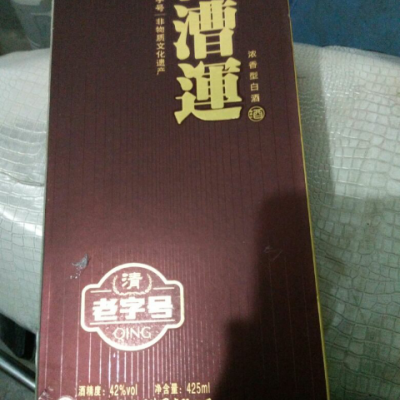 字号|非物质文化遗产
漕運
浓香型白酒
酒
清
老字号
QING
酒精度：42%vol 净含量：425ml